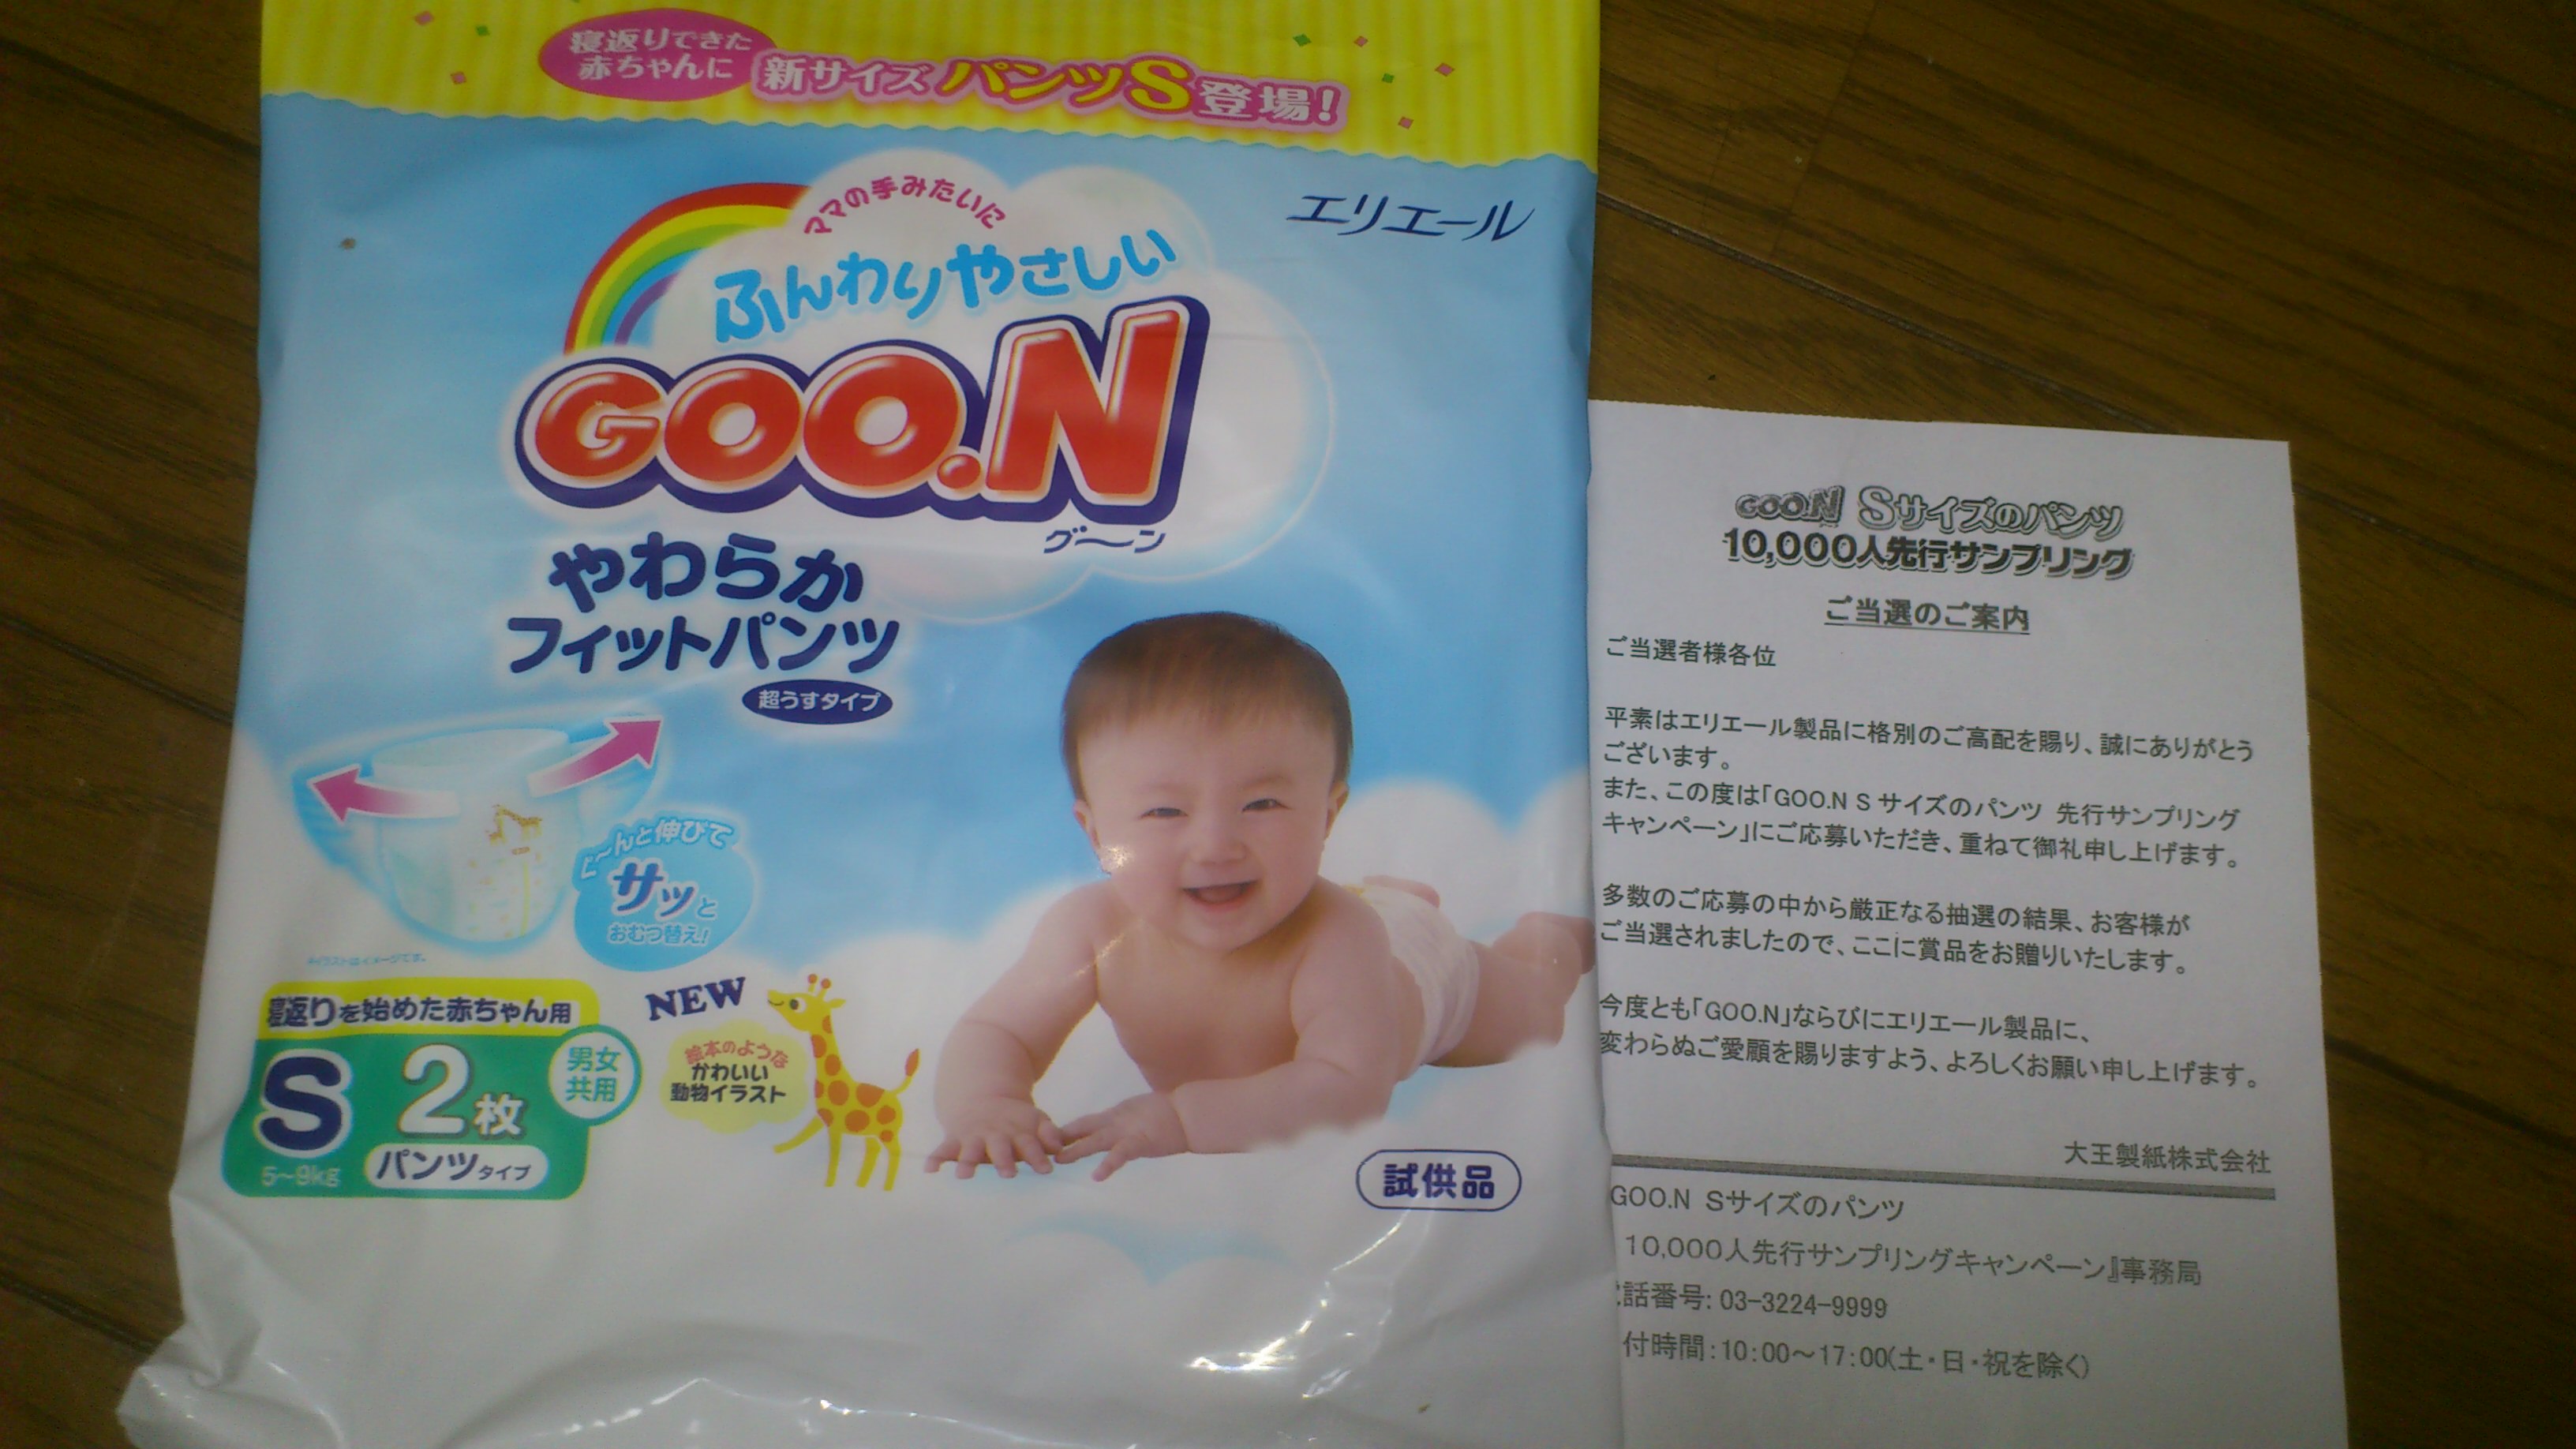 寝返りできた
赤ちゃんに
新サイズ パンツS登場!
エリエール
ママの手みたいに
ふんわりやさしい
GOO.N
グ〜ン
やわらか
フィットパンツ
超うすタイプ
ぐ〜んと伸びて
サッと
おむつ替え!
※イラストはイメージです。
寝返りを始めた赤ちゃん用
S
5〜9kg
2枚
パンツタイプ
男女
共用
NEW
絵本のような
かわいい
動物イラスト
試供品
GOO.N Sサイズのパンツ
10,000人先行サンプリング
ご当選のご案内
ご当選者様各位
平素はエリエール製品に格別のご高配を賜り、誠にありがとう
ございます。
また、この度は「GOO.N S サイズのパンツ 先行サンプリング
キャンペーン」にご応募いただき、重ねて御礼申し上げます。
多数のご応募の中から厳正なる抽選の結果、お客様が
ご当選されましたので、ここに賞品をお贈りいたします。
今度とも「GOO.N」ならびにエリエール製品に、
変わらぬご愛顧を賜りますよう、よろしくお願い申し上げます。
大王製紙株式会社
GOO.N Sサイズのパンツ
10,000人先行サンプリングキャンペーン』事務局
話番号: 03-3224-9999
付時間:10:00〜17:00(土・日・祝を除く)